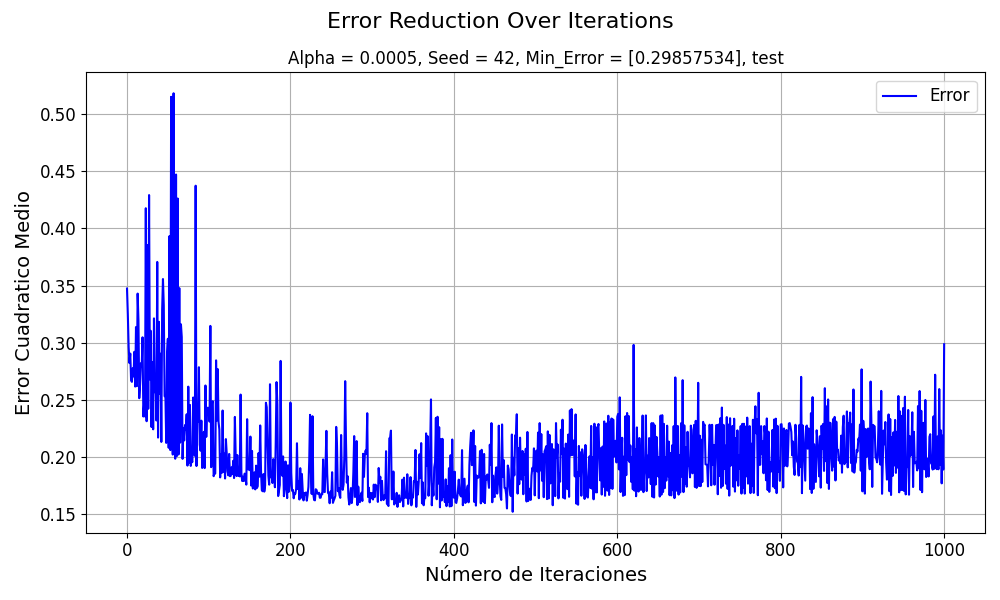 Error Reduction Over Iterations
Alpha = 0.0005, Seed = 42, Min_Error = [0.29857534], test
Error
Error Cuadratico Medio
0.50
0.45
0.40
0.35
0.30
0.25
0.20
0.15
0
200
400
600
800
1000
Número de Iteraciones